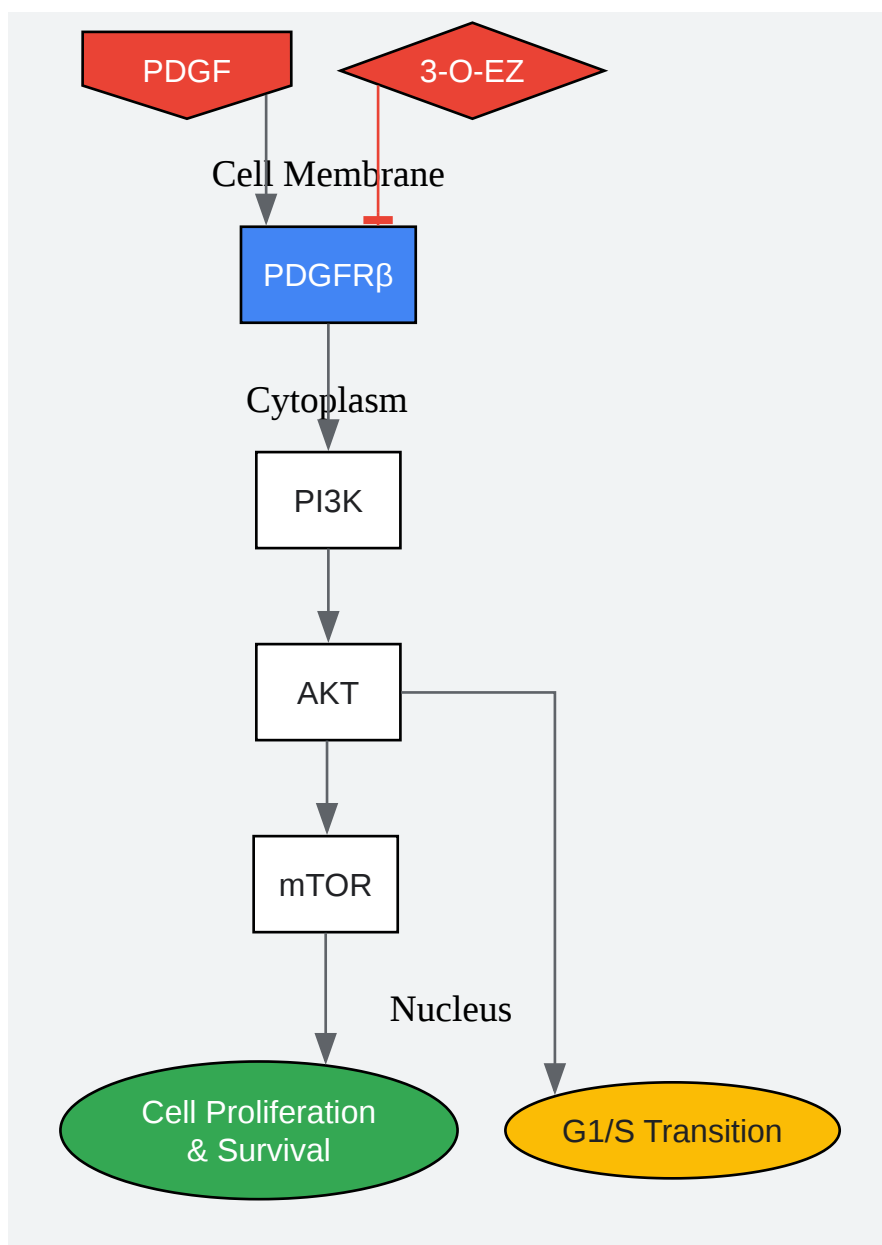 PDGF
3-O-EZ
Cell Membrane
PDGFRβ
Cytoplasm
PI3K
AKT
mTOR
Nucleus
Cell Proliferation
& Survival
G1/S Transition